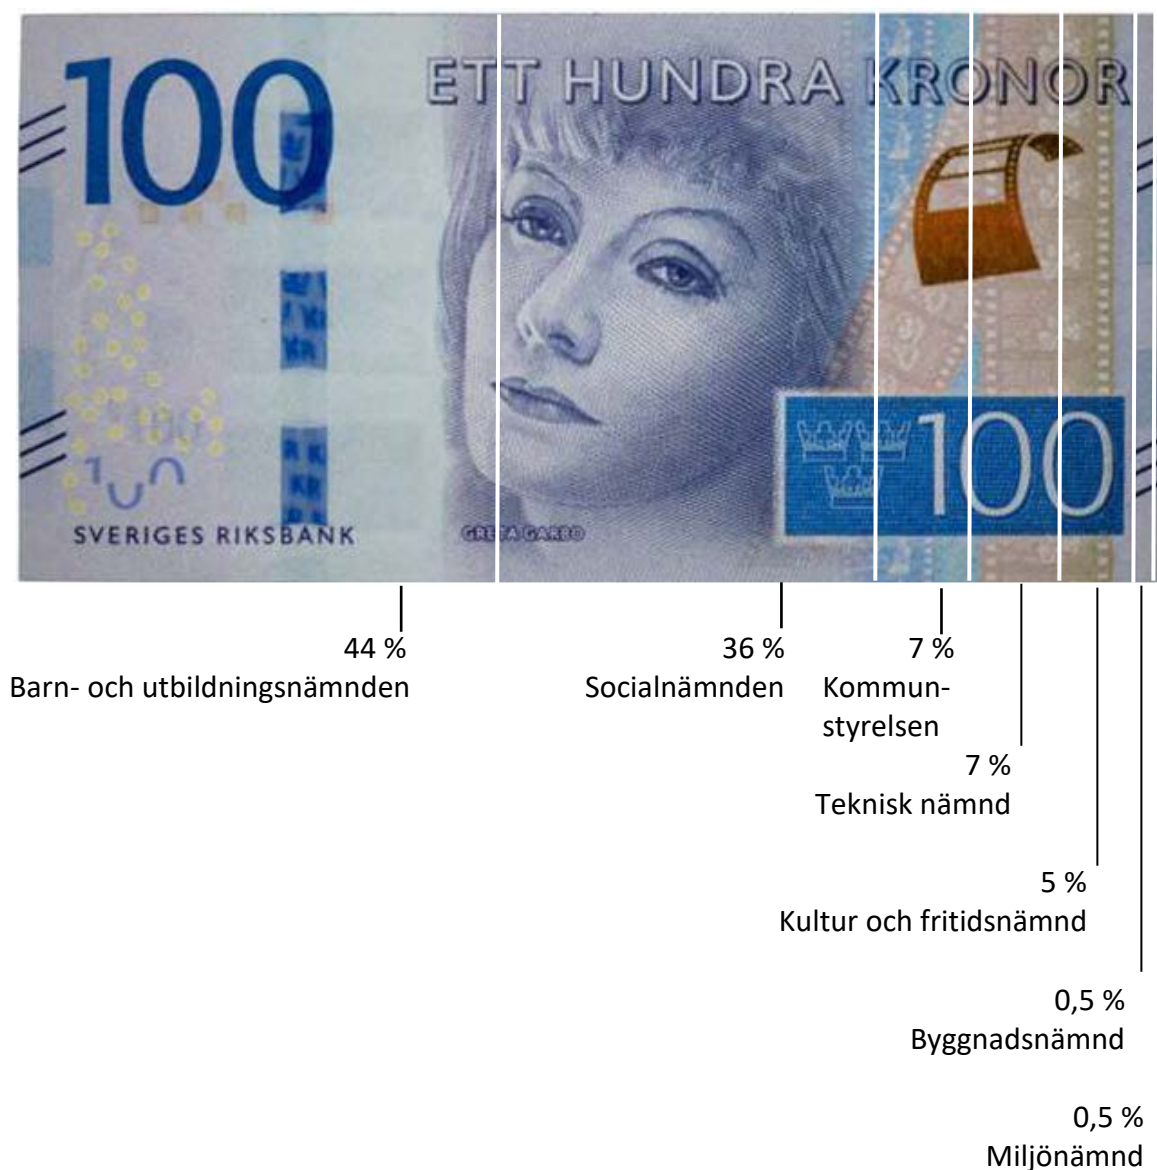 100
ETT HUNDRA KRONOR
100
SVERIGES RIKSBANK
GRETA GARBO
44 %
Barn- och utbildningsnämnden
36 %
Socialnämnden
7 %
Kommun-
styrelsen
7 %
Teknisk nämnd
5 %
Kultur och fritidsnämnd
0,5 %
Byggnadsnämnd
0,5 %
Miljönämnd